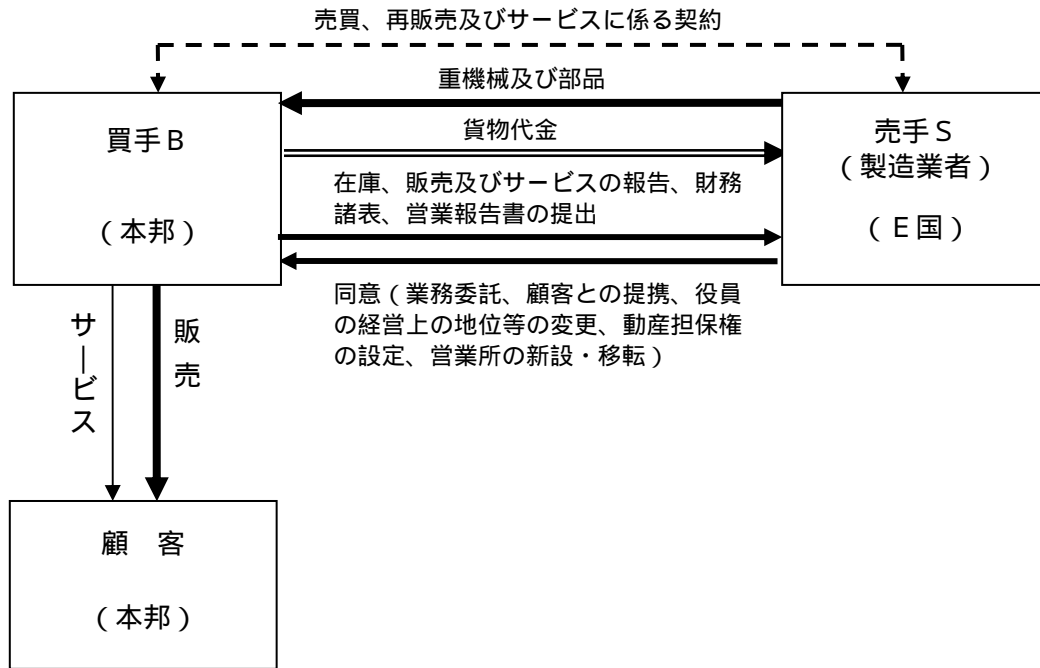 売買、再販売及びサービスに係る契約
重機械及び部品
買手Ｂ
（本邦）
貨物代金
売手Ｓ
（製造業者）
（Ｅ国）
在庫、販売及びサービスの報告、財務
諸表、営業報告書の提出
同意（業務委託、顧客との提携、役員
の経営上の地位等の変更、動産担保権
の設定、営業所の新設・移転）
サービス
販売
顧　客
（本邦）